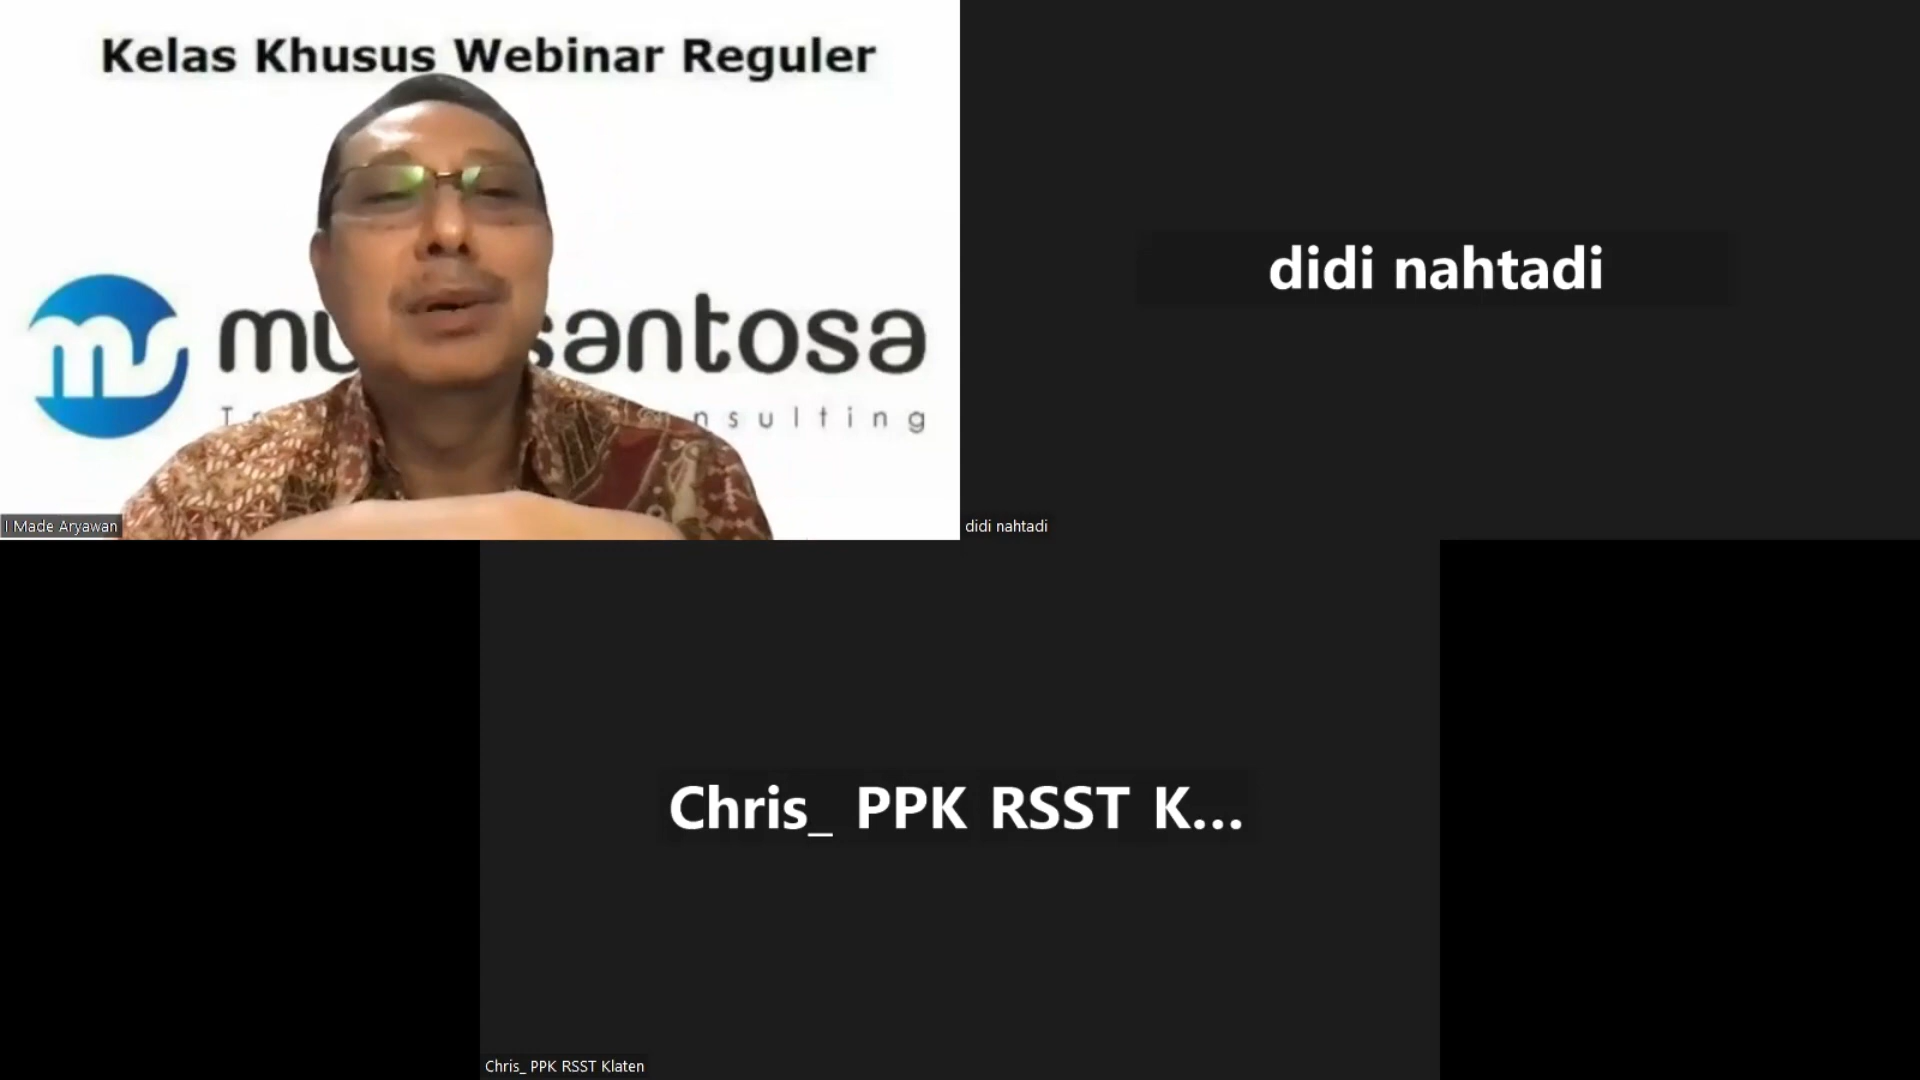 Kelas Khusus Webinar Reguler
mu santosa
nsulting
I Made Aryawan
didi nahtadi
didi nahtadi
Chris_ PPK RSST K...
Chris_ PPK RSST Klaten